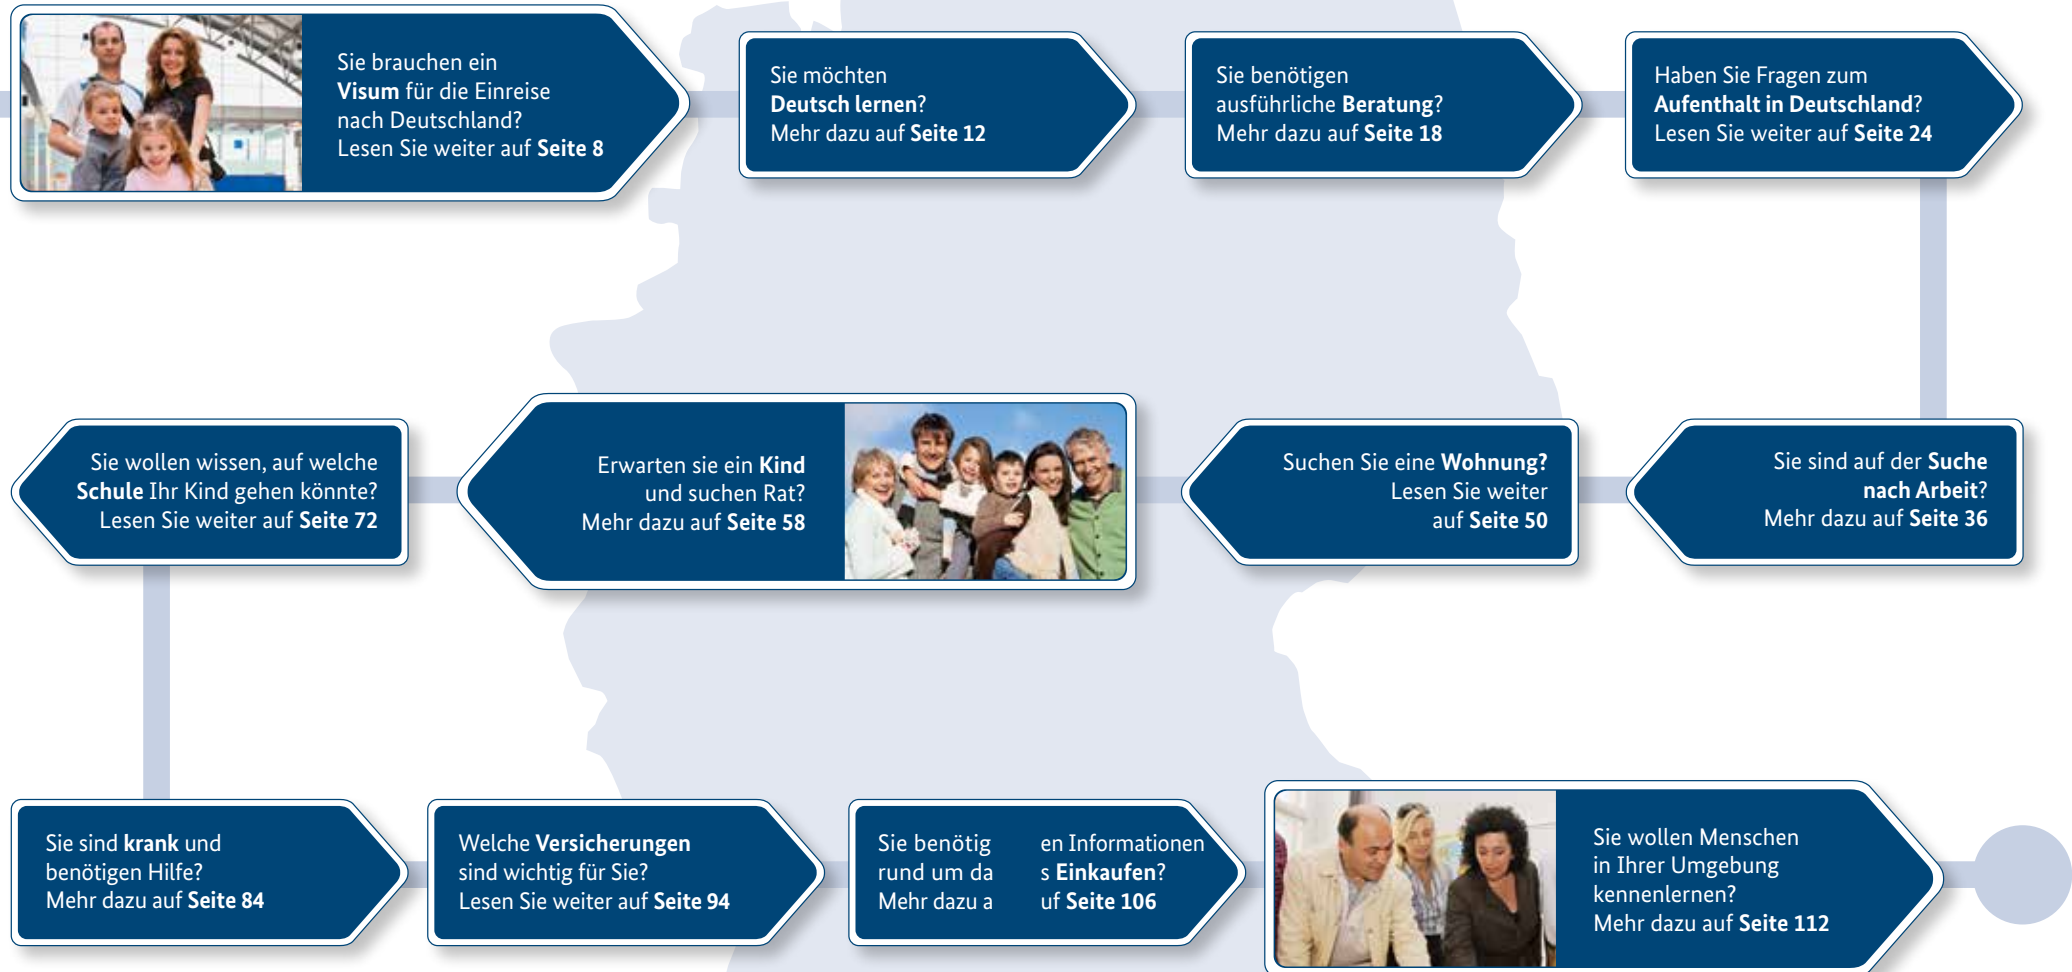 Sie brauchen ein
Visum für die Einreise
nach Deutschland?
Lesen Sie weiter auf Seite 8
Sie möchten
Deutsch lernen?
Mehr dazu auf Seite 12
Sie benötigen
ausführliche Beratung?
Mehr dazu auf Seite 18
Haben Sie Fragen zum
Aufenthalt in Deutschland?
Lesen Sie weiter auf Seite 24
Sie sind auf der Suche
nach Arbeit?
Mehr dazu auf Seite 36
Suchen Sie eine Wohnung?
Lesen Sie weiter
auf Seite 50
Erwarten sie ein Kind
und suchen Rat?
Mehr dazu auf Seite 58
Sie wollen wissen, auf welche
Schule Ihr Kind gehen könnte?
Lesen Sie weiter auf Seite 72
Sie sind krank und
benötigen Hilfe?
Mehr dazu auf Seite 84
Welche Versicherungen
sind wichtig für Sie?
Lesen Sie weiter auf Seite 94
Sie benötig en Informationen
rund um da s Einkaufen?
Mehr dazu a uf Seite 106
Sie wollen Menschen
in Ihrer Umgebung
kennenlernen?
Mehr dazu auf Seite 112